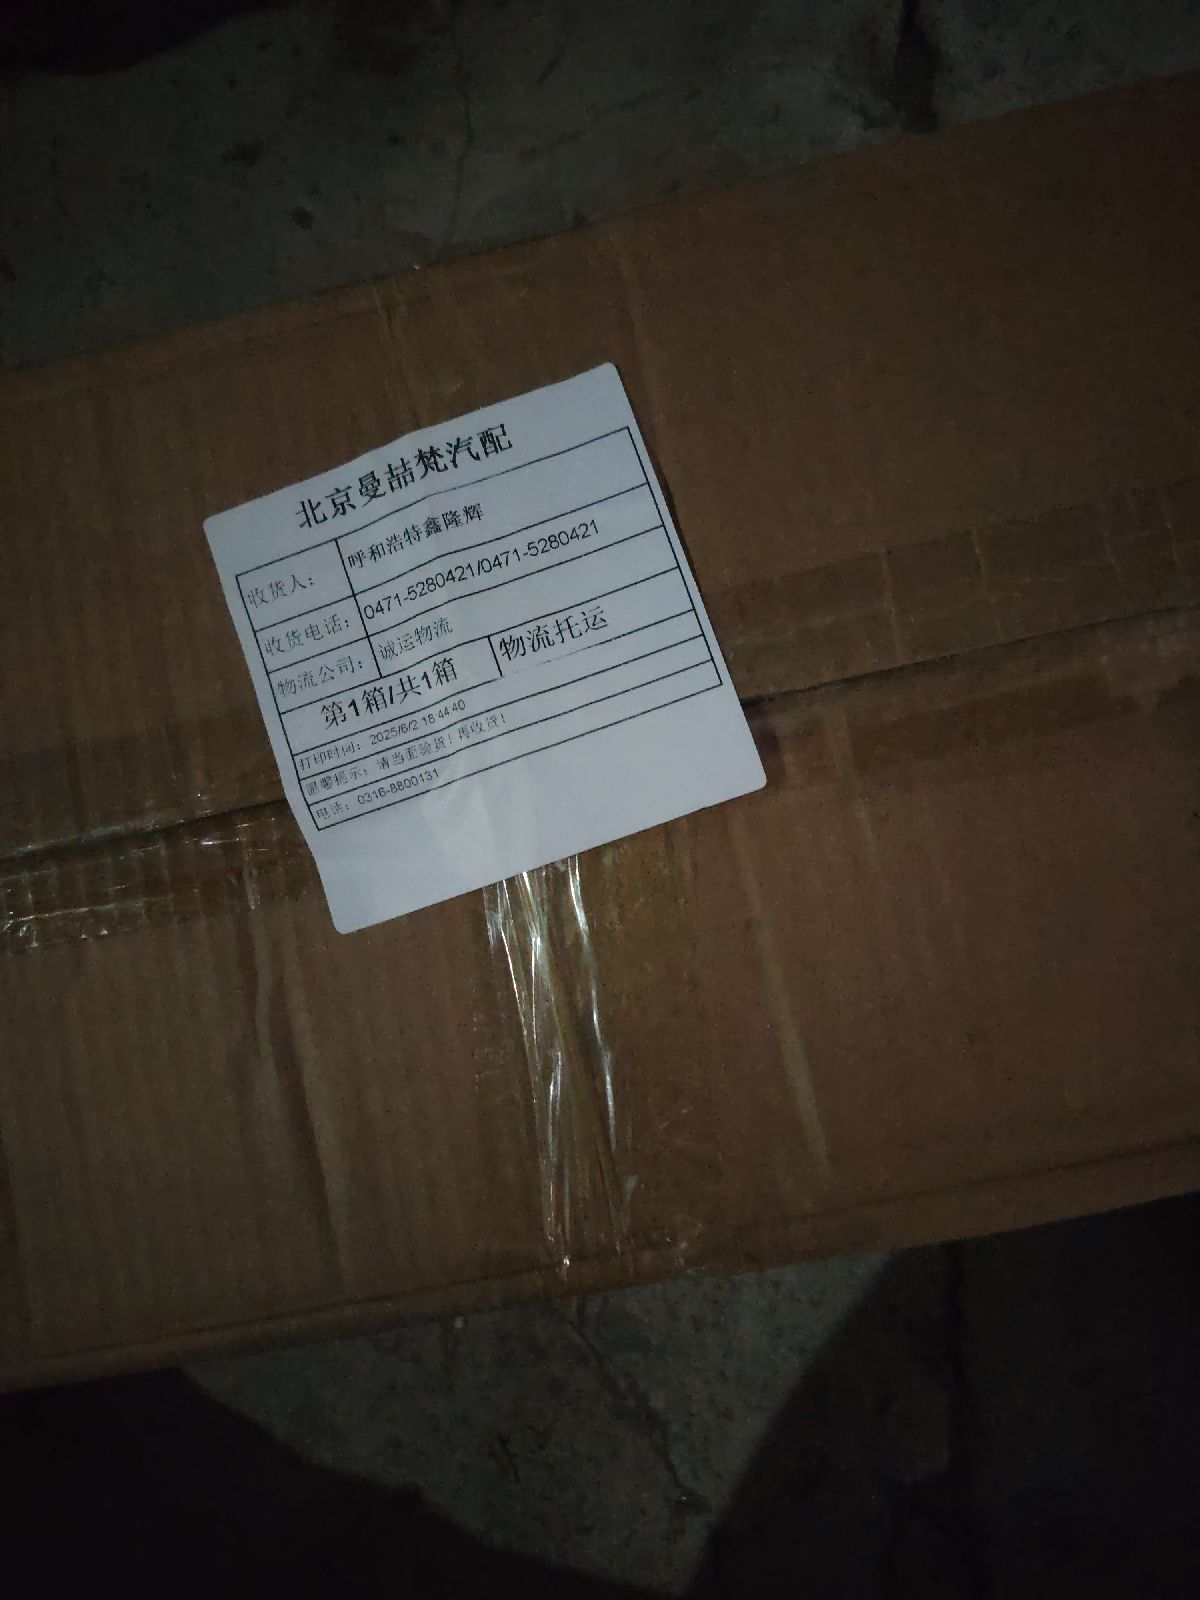 北京曼喆梵汽配
收货人： 呼和浩特鑫隆辉
收货电话： 0471-5280421/0471-5280421
物流公司： 诚运物流
第1箱/共1箱 物流托运
打印时间： 2025/6/2 18:44:40
温馨提示： 请当面验货！再收货！
电话： 0316-8800131